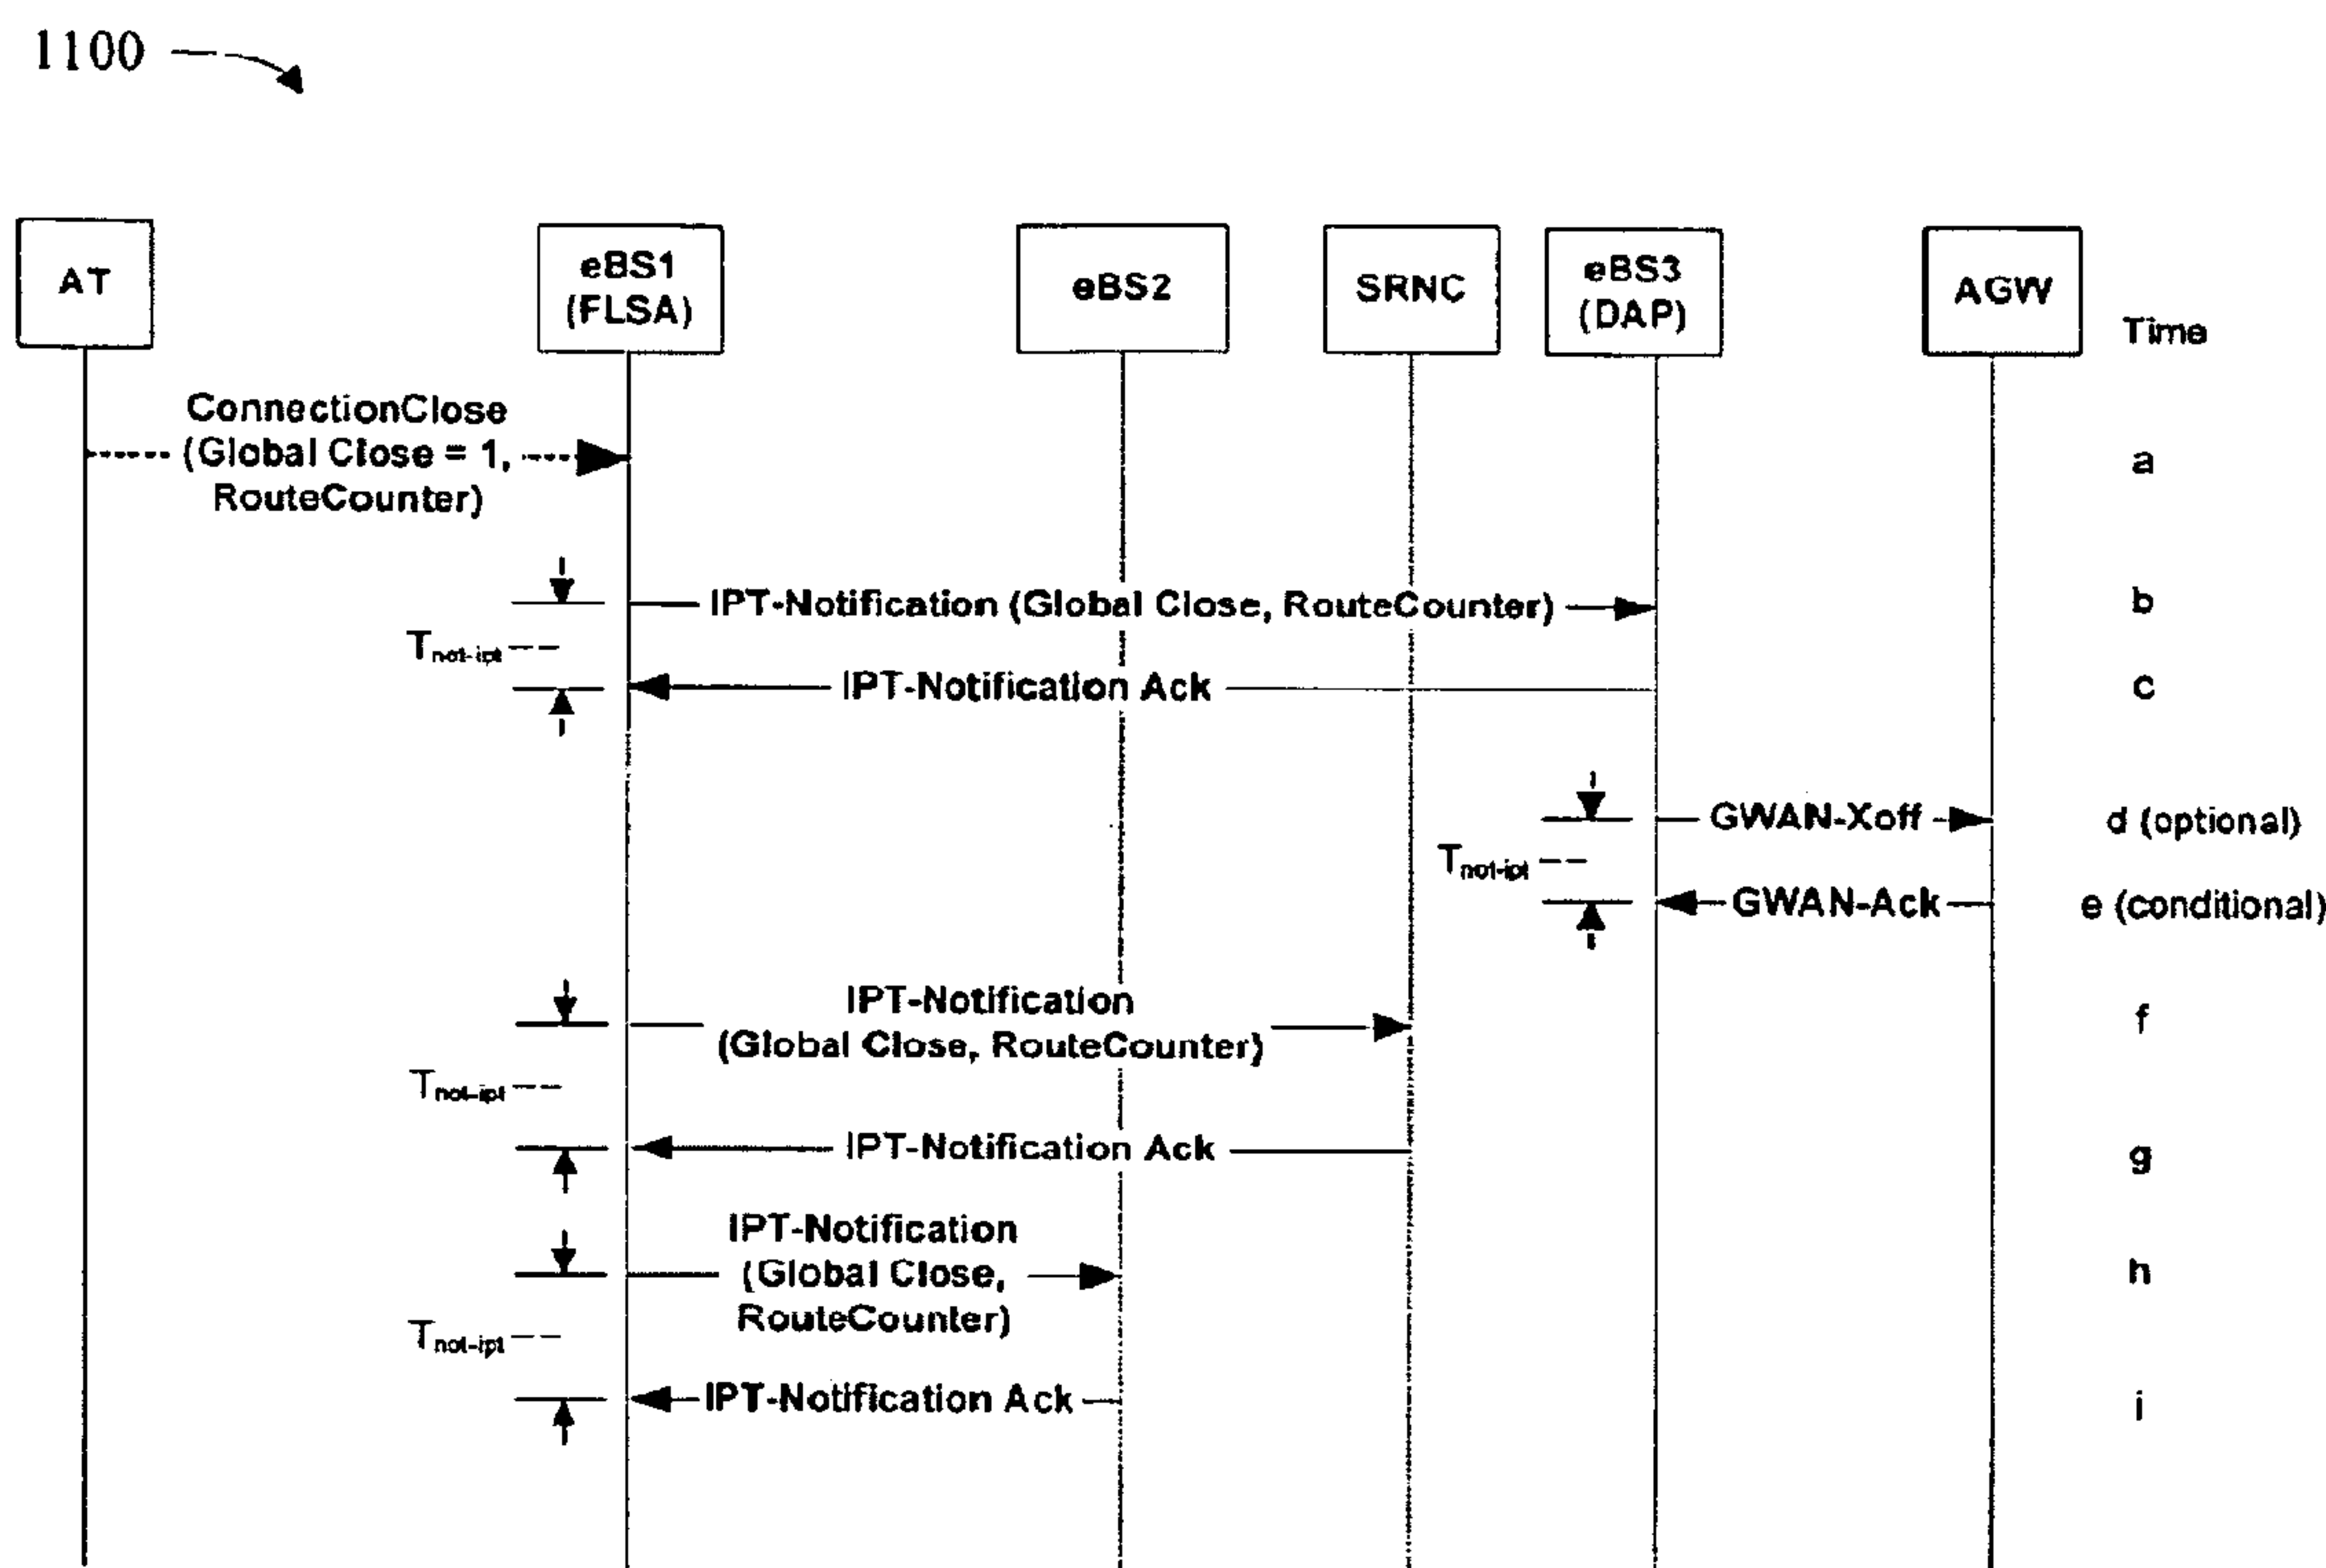 1100
AT
eBS1
(FLSA)
eBS2
SRNC
eBS3
(DAP)
AGW
Time
ConnectionClose
(Global Close = 1,
RouteCounter)
a
IPT-Notification (Global Close, RouteCounter)
b
Tnot-ipt
IPT-Notification Ack
c
GWAN-Xoff
d (optional)
Tnot-ipt
GWAN-Ack
e (conditional)
IPT-Notification
(Global Close, RouteCounter)
f
Tnot-ipt
IPT-Notification Ack
g
IPT-Notification
(Global Close,
RouteCounter)
h
Tnot-ipt
IPT-Notification Ack
i